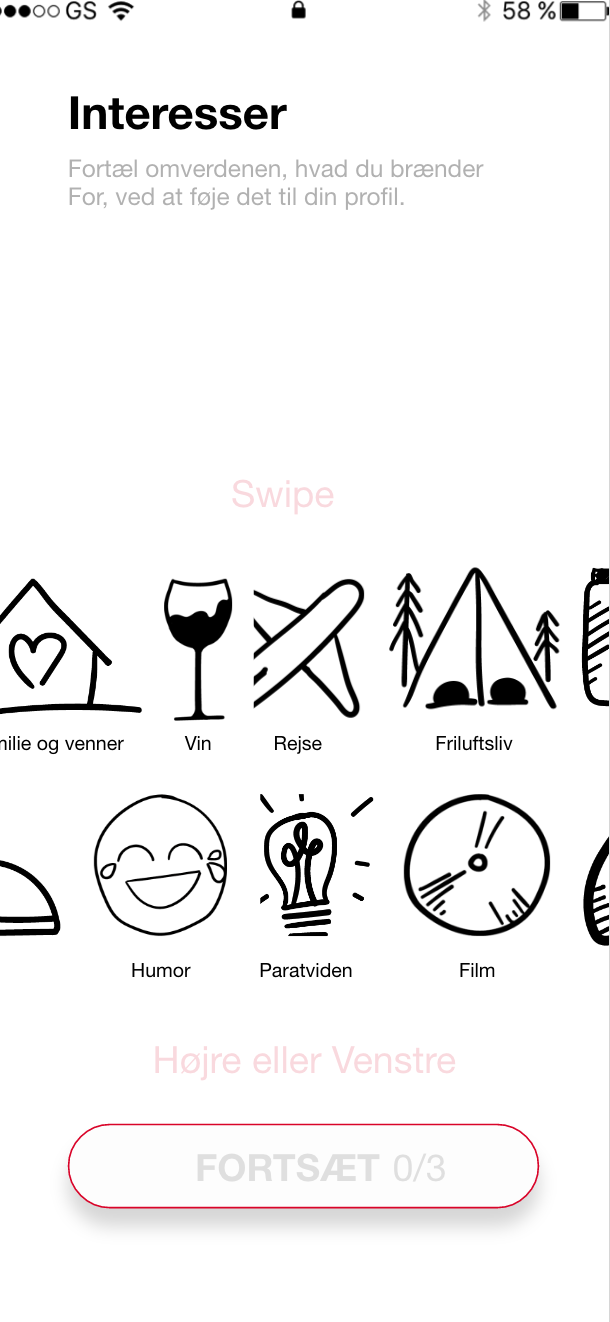 GS 58 %
Interesser
Fortæl omverdenen, hvad du brænder
For, ved at føje det til din profil.
Swipe
milie og venner Vin Rejse Friluftsliv
Humor Paratviden Film
Højre eller Venstre
FORTSÆT 0/3